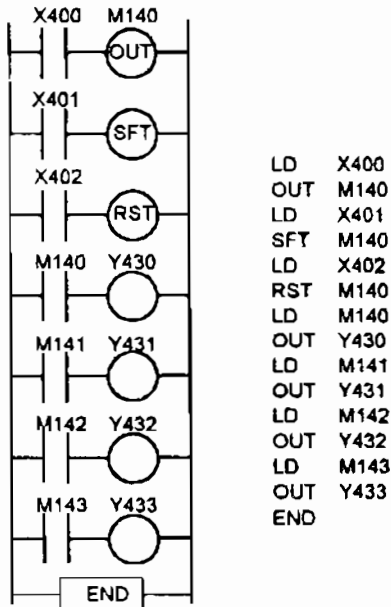 X400 M140
OUT
X401
SFT
X402
RST
M140 Y430
M141 Y431
M142 Y432
M143 Y433
END
LD X400
OUT M140
LD X401
SFT M140
LD X402
RST M140
LD M140
OUT Y430
LD M141
OUT Y431
LD M142
OUT Y432
LD M143
OUT Y433
END